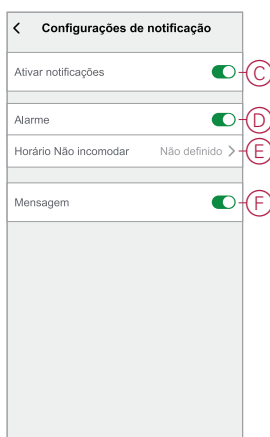 Configurações de notificação
Ativar notificações C
Alarme D
Horário Não incomodar Não definido E
Mensagem F